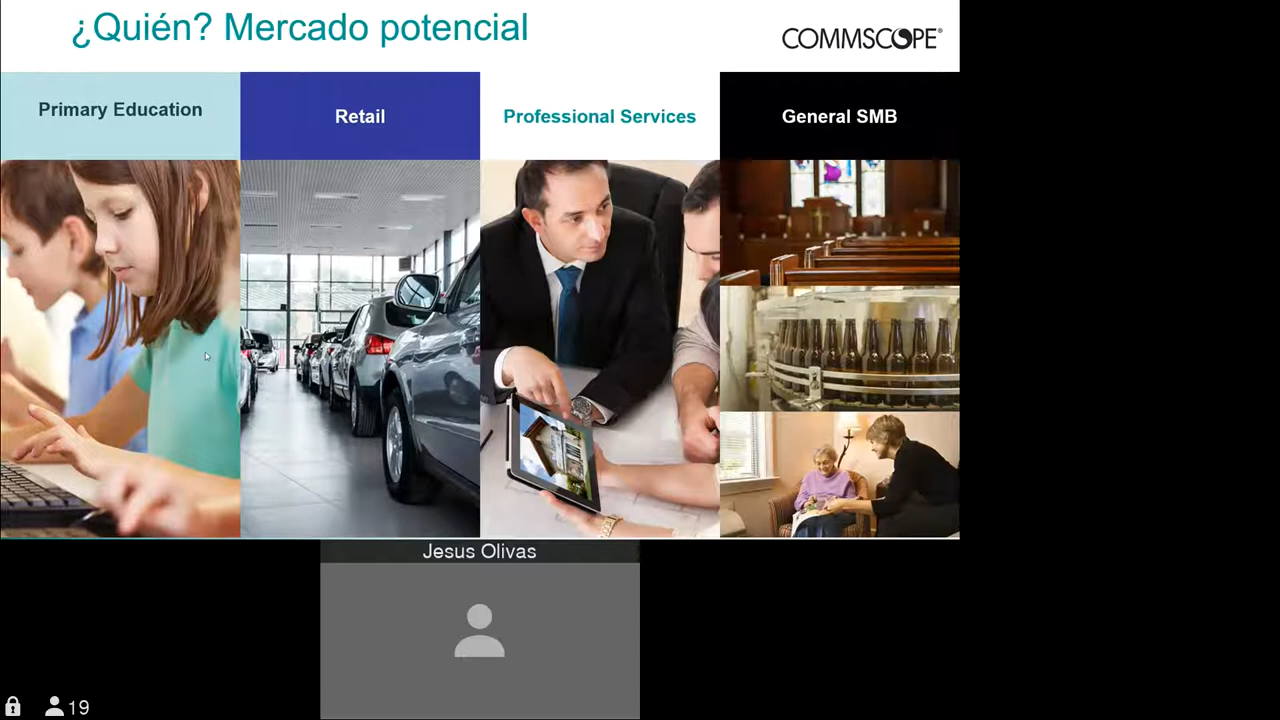 ¿Quién? Mercado potencial
COMMSCOPE®
Primary Education
Retail
Professional Services
General SMB
Jesus Olivas
19